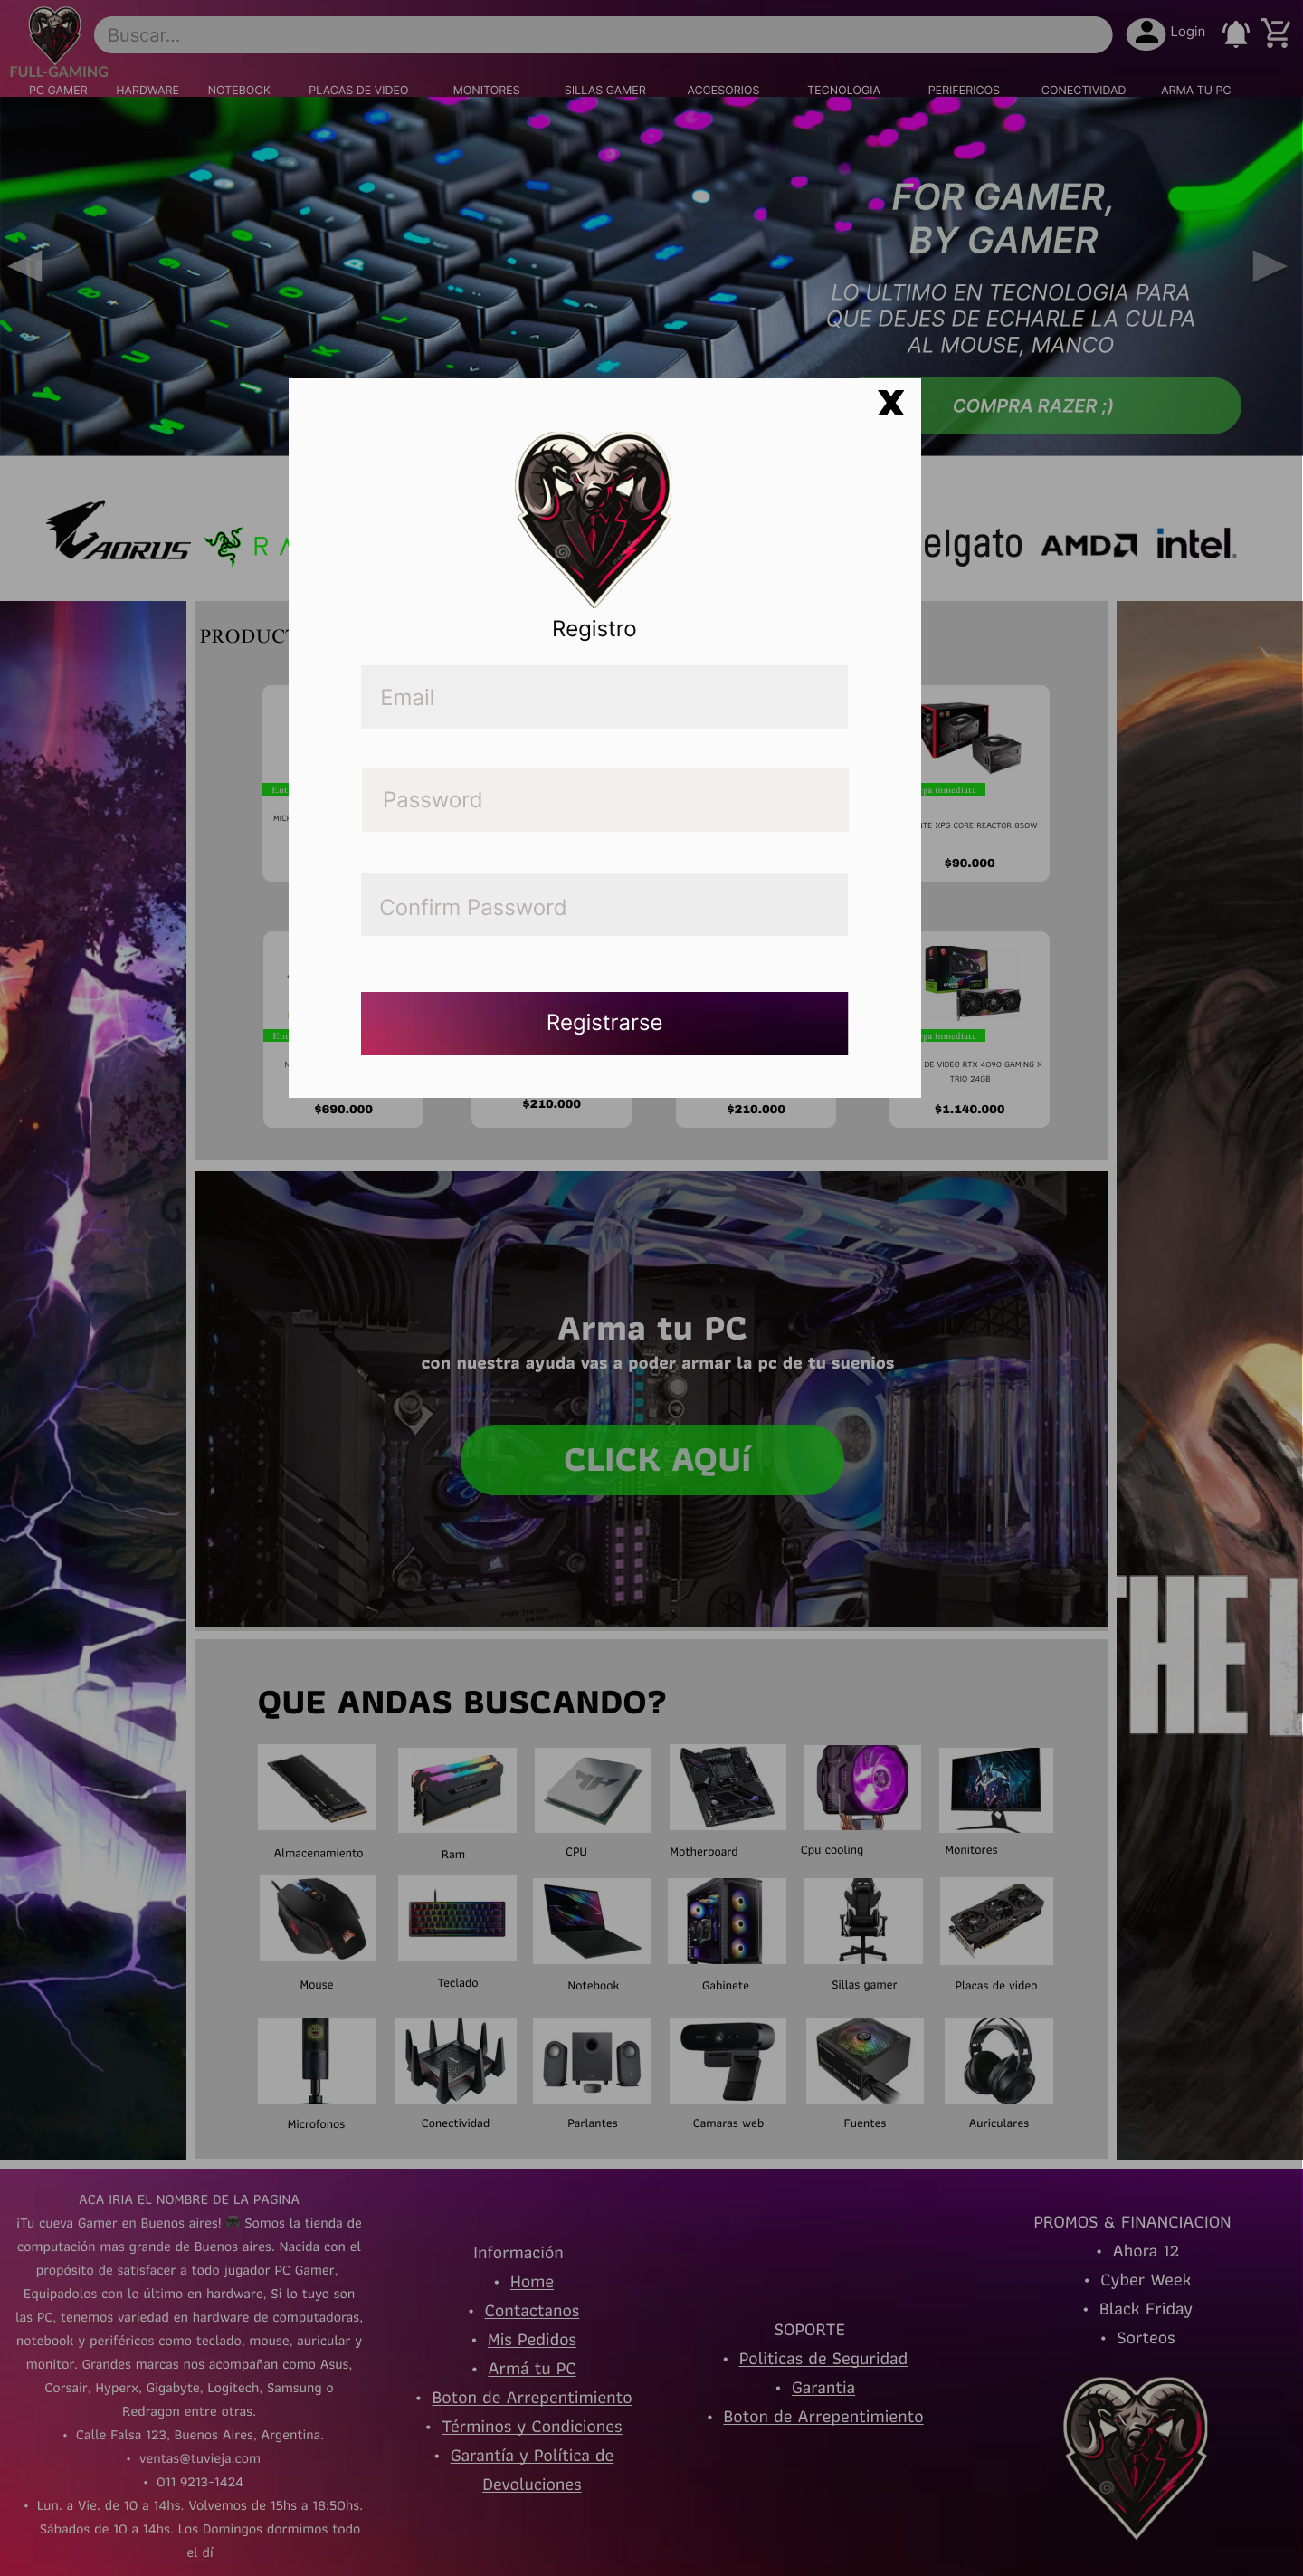 Buscar...
Login
FULL-GAMING
PC GAMER
HARDWARE
NOTEBOOK
PLACAS DE VIDEO
MONITORES
SILLAS GAMER
ACCESORIOS
TECNOLOGIA
PERIFERICOS
CONECTIVIDAD
ARMA TU PC
FOR GAMER,
BY GAMER
LO ULTIMO EN TECNOLOGIA PARA
QUE DEJES DE ECHARLE LA CULPA
AL MOUSE, MANCO
COMPRA RAZER ;)
X
AORUS
elgato
AMD
intel
Registro
Email
Password
Confirm Password
Registrarse
XPG CORE REACTOR 850W
$90.000
inmediata
inmediata
DE VIDEO RTX 4090 GAMING X
TRIO 24GB
$690.000
$210.000
$210.000
$1.140.000
Arma tu PC
con nuestra ayuda vas a poder armar la pc de tu suenios
CLICK AQUí
THE L
QUE ANDAS BUSCANDO?
Almacenamiento
Ram
CPU
Motherboard
Cpu cooling
Monitores
Mouse
Teclado
Notebook
Gabinete
Sillas gamer
Placas de video
Microfonos
Conectividad
Parlantes
Camaras web
Fuentes
Auriculares
ACA IRIA EL NOMBRE DE LA PAGINA
¡Tu cueva Gamer en Buenos aires! 🎮 Somos la tienda de
computación mas grande de Buenos aires. Nacida con el
propósito de satisfacer a todo jugador PC Gamer,
Equipadolos con lo último en hardware, Si lo tuyo son
las PC, tenemos variedad en hardware de computadoras,
notebook y periféricos como teclado, mouse, auricular y
monitor. Grandes marcas nos acompañan como Asus,
Corsair, Hyperx, Gigabyte, Logitech, Samsung o
Redragon entre otras.
• Calle Falsa 123, Buenos Aires, Argentina.
• ventas@tuvieja.com
• 011 9213-1424
• Lun. a Vie. de 10 a 14hs. Volvemos de 15hs a 18:50hs.
Sábados de 10 a 14hs. Los Domingos dormimos todo
el dí
Información
• Home
• Contactanos
• Mis Pedidos
• Armá tu PC
• Boton de Arrepentimiento
• Términos y Condiciones
• Garantía y Política de
Devoluciones
SOPORTE
• Politicas de Seguridad
• Garantia
• Boton de Arrepentimiento
PROMOS & FINANCIACION
• Ahora 12
• Cyber Week
• Black Friday
• Sorteos